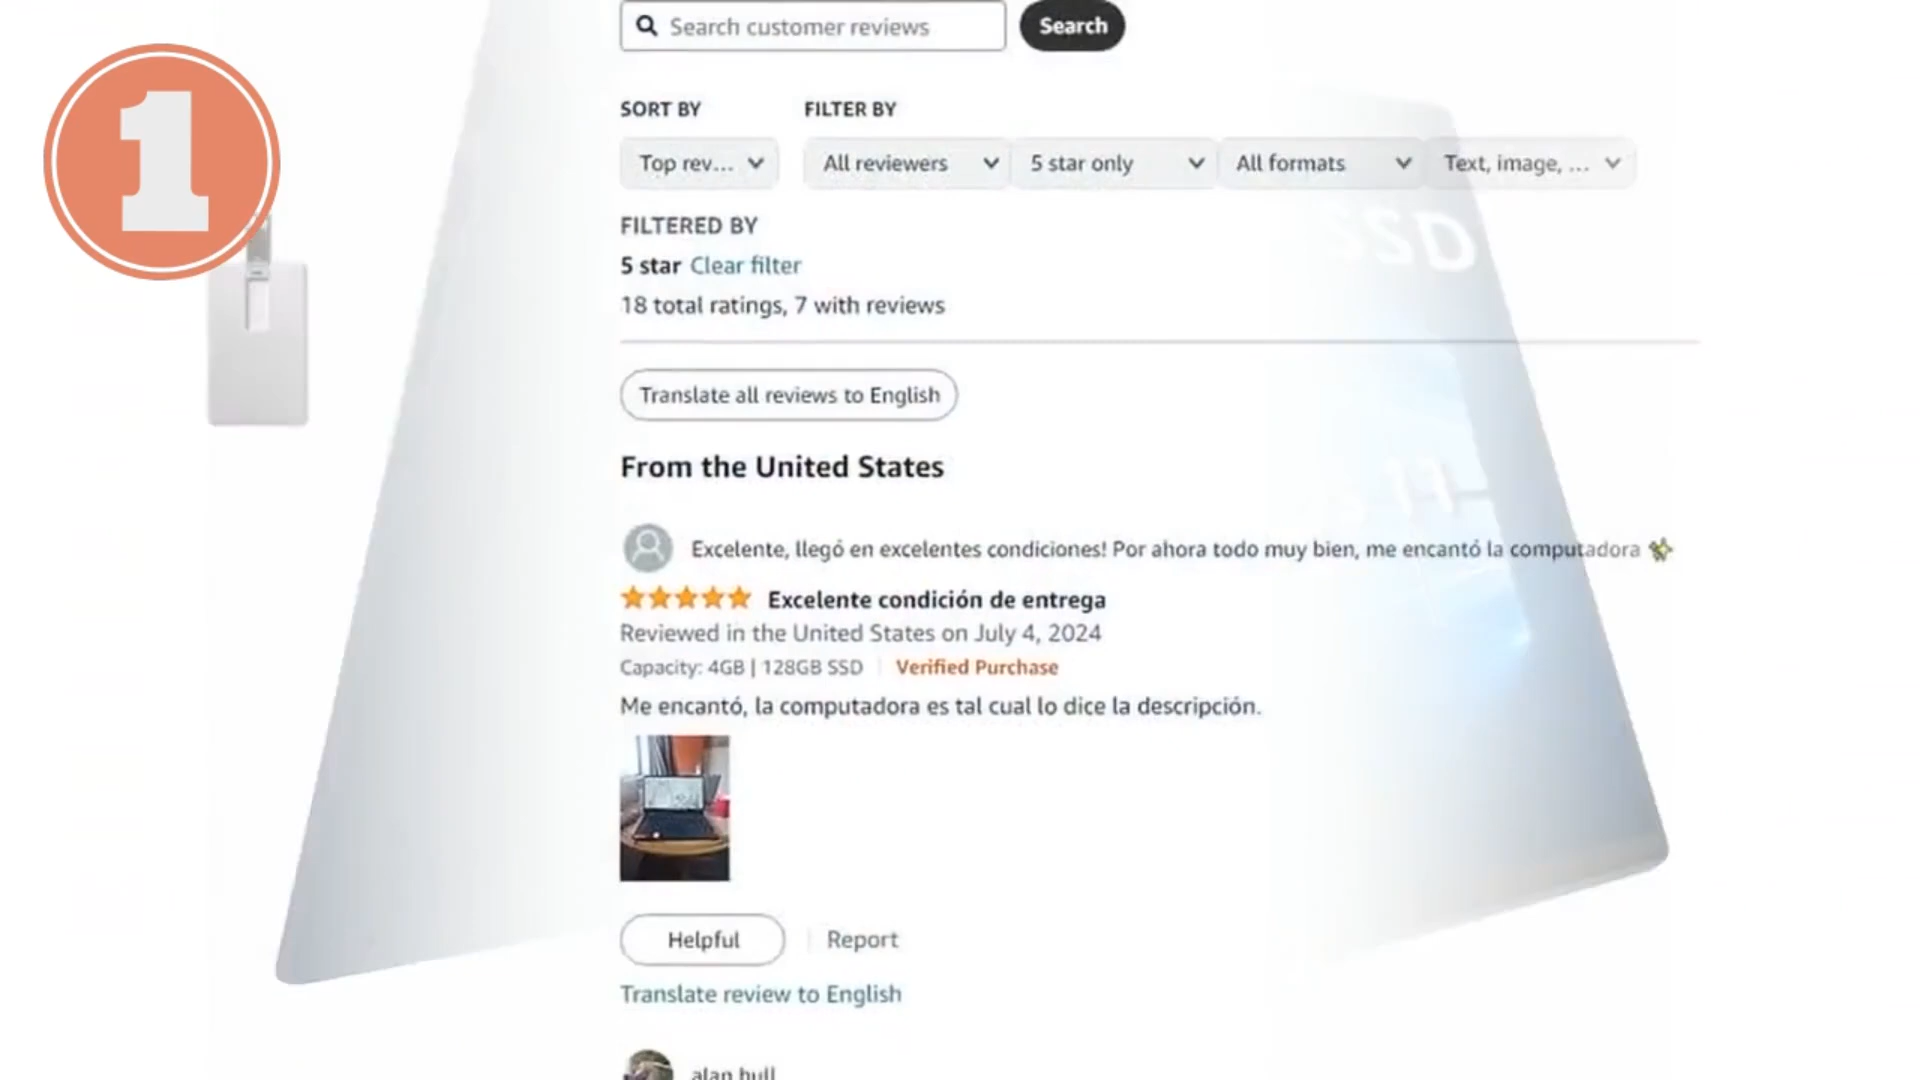 1
Search customer reviews
Search
SORT BY
FILTER BY
Top rev...
All reviewers
5 star only
All formats
Text, image, ...
FILTERED BY
SSD
5 star Clear filter
18 total ratings, 7 with reviews
Translate all reviews to English
From the United States
11
Excelente, llegó en excelentes condiciones! Por ahora todo muy bien, me encantó la computadora
Excelente condición de entrega
Reviewed in the United States on July 4, 2024
Capacity: 4GB | 128GB SSD
Verified Purchase
Me encantó, la computadora es tal cual lo dice la descripción.
Helpful
Report
Translate review to English
alan hull